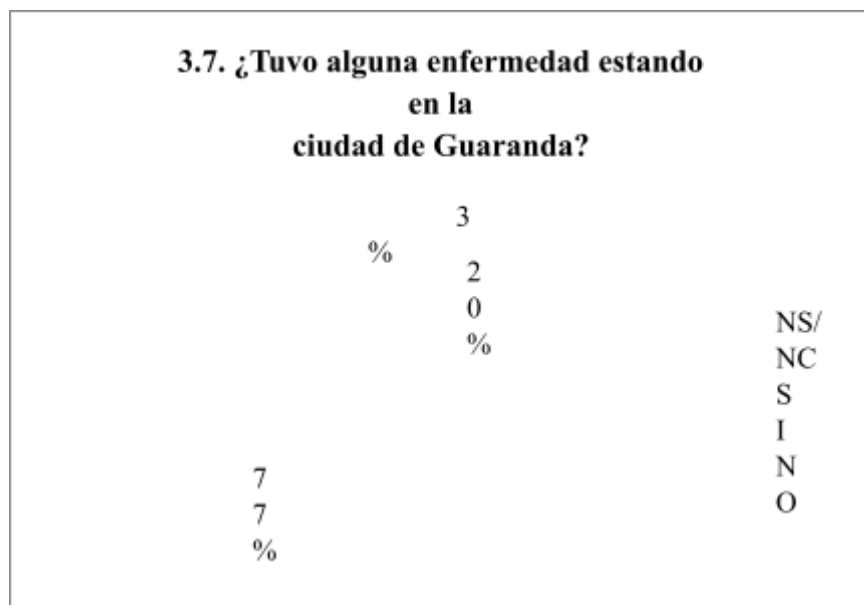 3.7. ¿Tuvo alguna enfermedad estando
en la
ciudad de Guaranda?
3
%
2
0
%
NS/
NC
S
I
N
O
7
7
%